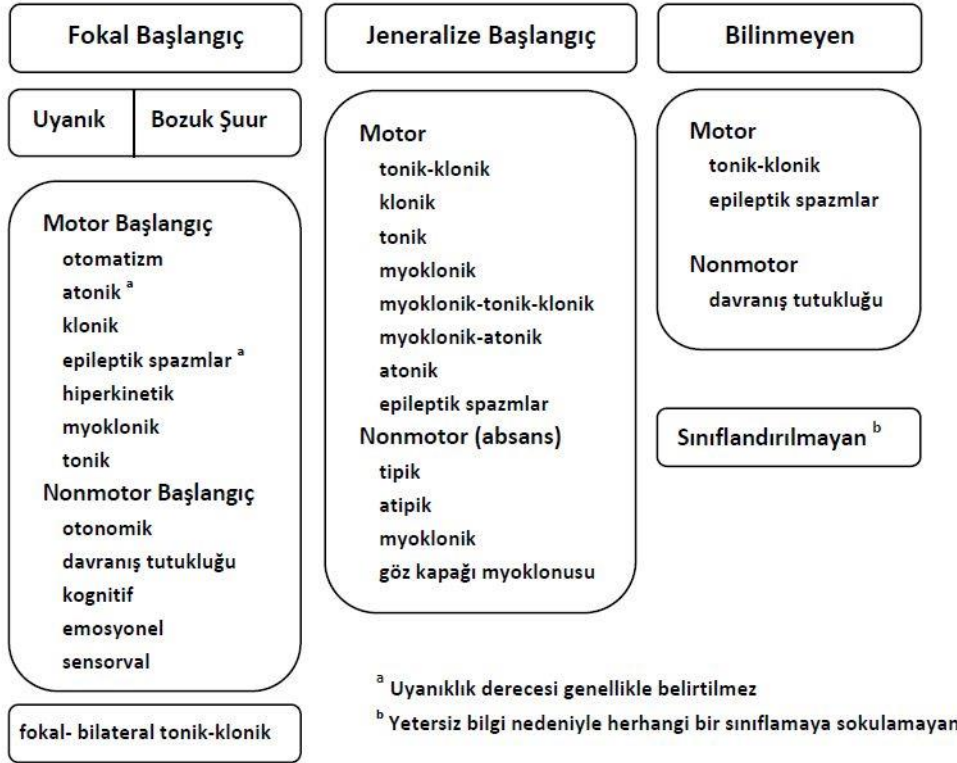 Fokal Başlangıç
Uyanık
Bozuk Şuur
Motor Başlangıç
otomatizm
atonik ᵃ
klonik
epileptik spazmlar ᵃ
hiperkinetik
myoklonik
tonik
Nonmotor Başlangıç
otonomik
davranış tutukluğu
kognitif
emosyonel
sensorval
fokal- bilateral tonik-klonik
Jeneralize Başlangıç
Motor
tonik-klonik
klonik
tonik
myoklonik
myoklonik-tonik-klonik
myoklonik-atonik
atonik
epileptik spazmlar
Nonmotor (absans)
tipik
atipik
myoklonik
göz kapağı myoklonusu
Bilinmeyen
Motor
tonik-klonik
epileptik spazmlar
Nonmotor
davranış tutukluğu
Sınıflandırılmayan ᵇ
ᵃ Uyanıklık derecesi genellikle belirtilmez
ᵇ Yetersiz bilgi nedeniyle herhangi bir sınıflamaya sokulamayan